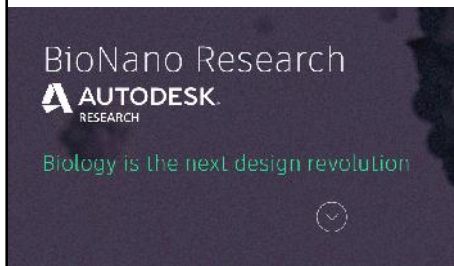 BioNano Research
AUTODESK.
RESEARCH
Biology is the next design revolution